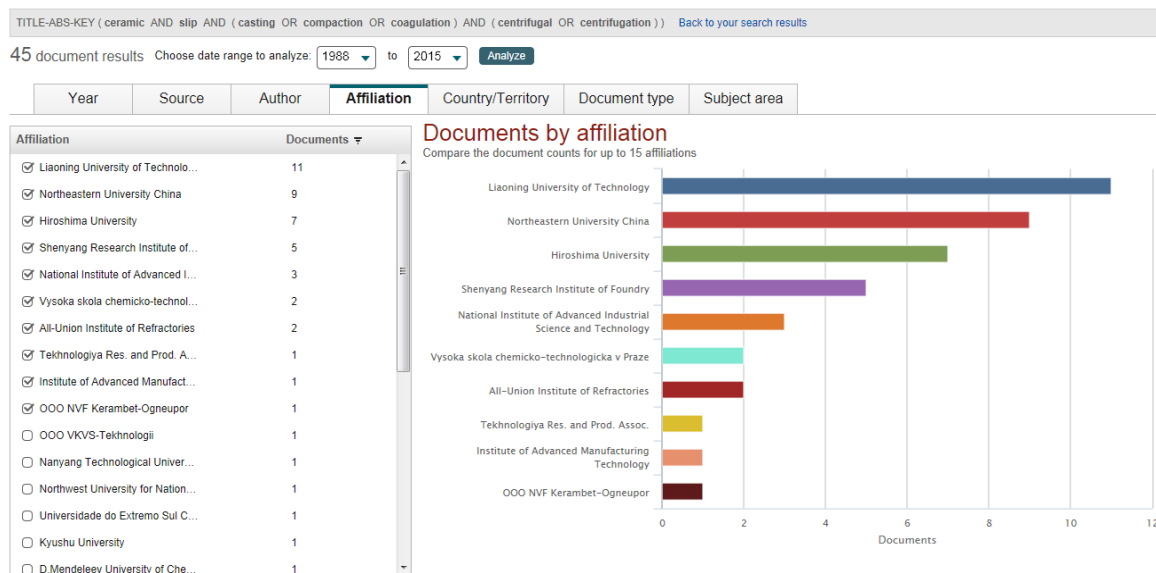 TITLE-ABS-KEY ( ceramic AND slip AND ( casting OR compaction OR coagulation ) AND ( centrifugal OR centrifugation ) ) Back to your search results
45 document results Choose date range to analyze: 1988 to 2015 Analyze
Year Source Author Affiliation Country/Territory Document type Subject area
Affiliation Documents
Liaoning University of Technolo... 11
Northeastern University China 9
Hiroshima University 7
Shenyang Research Institute of... 5
National Institute of Advanced I... 3
Vysoka skola chemicko-technol... 2
All-Union Institute of Refractories 2
Tekhnologiya Res. and Prod. A... 1
Institute of Advanced Manufact... 1
OOO NVF Kerambet-Ogneupor 1
OOO VKVS-Tekhnologii 1
Nanyang Technological Univer... 1
Northwest University for Nation... 1
Universidade do Extremo Sul C... 1
Kyushu University 1
D.Mendeleev University of Che... 1
Documents by affiliation
Compare the document counts for up to 15 affiliations
Liaoning University of Technology
Northeastern University China
Hiroshima University
Shenyang Research Institute of Foundry
National Institute of Advanced Industrial
Science and Technology
Vysoka skola chemicko-technologicka v Praze
All-Union Institute of Refractories
Tekhnologiya Res. and Prod. Assoc.
Institute of Advanced Manufacturing
Technology
OOO NVF Kerambet-Ogneupor
0 2 4 6 8 10 12
Documents